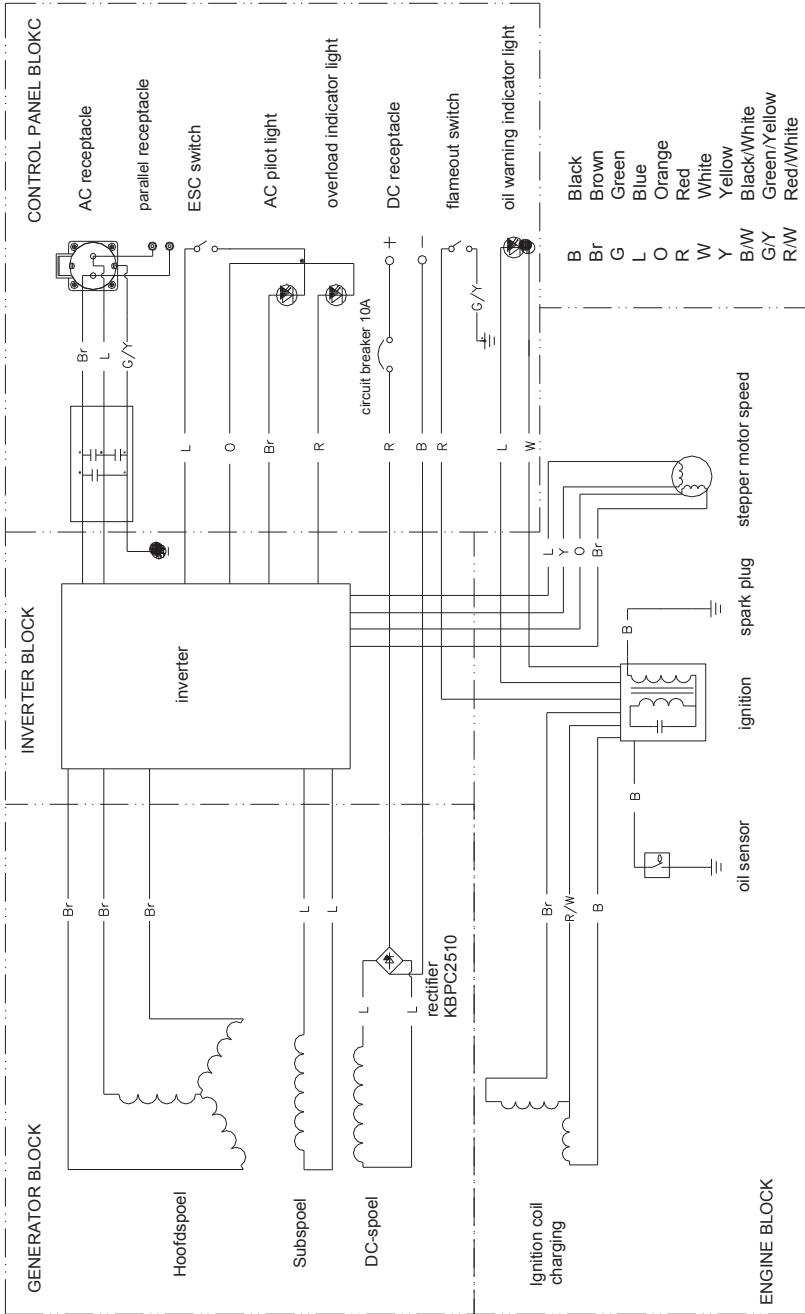 GENERATOR BLOCK
INVERTER BLOCK
CONTROL PANEL BLOKC
Hoofdspoel
Subspoel
DC-spoel
Br
Br
Br
L
L
L
L
rectifier
KBPC2510
inverter
Br
L
G/Y
L
O
Br
R
R
B
R
L
W
circuit breaker 10A
+
–
G/Y
AC receptacle
parallel receptacle
ESC switch
AC pilot light
overload indicator light
DC receptacle
flameout switch
oil warning indicator light
Ignition coil
charging
Br
R/W
B
B
B
L
Y
O
Br
oil sensor
ignition
spark plug
stepper motor speed
ENGINE BLOCK
B Black
Br Brown
G Green
L Blue
O Orange
R Red
W White
Y Yellow
B/W Black/White
G/Y Green/Yellow
R/W Red/White